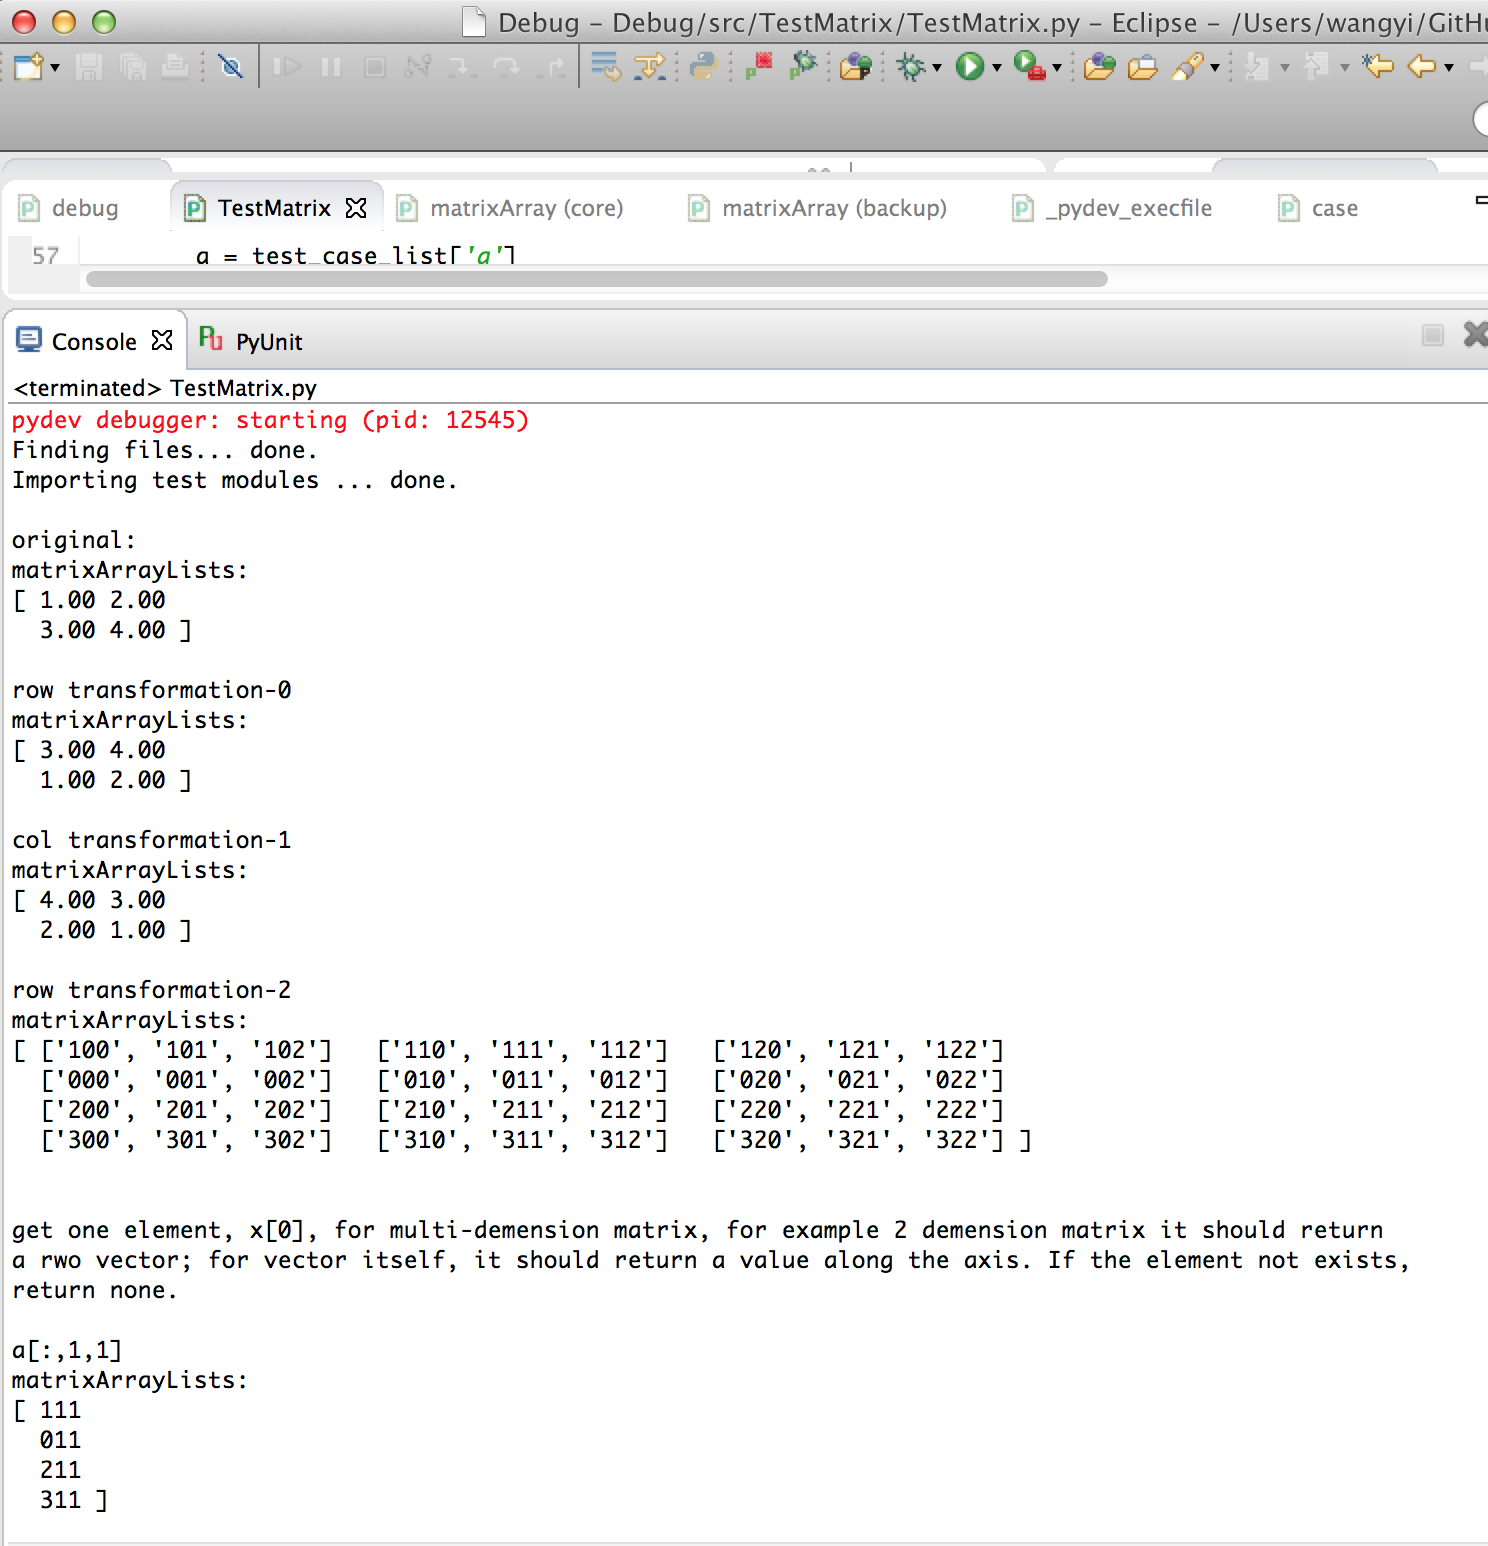 Debug – Debug/src/TestMatrix/TestMatrix.py – Eclipse – /Users/wangyi/GitHu
debug TestMatrix matrixArray (core) matrixArray (backup) _pydev_execfile case
57 a = test_case_list['a']
Console PyUnit
<terminated> TestMatrix.py
pydev debugger: starting (pid: 12545)
Finding files... done.
Importing test modules ... done.
original:
matrixArrayLists:
[ 1.00 2.00
3.00 4.00 ]
row transformation-0
matrixArrayLists:
[ 3.00 4.00
1.00 2.00 ]
col transformation-1
matrixArrayLists:
[ 4.00 3.00
2.00 1.00 ]
row transformation-2
matrixArrayLists:
[ ['100', '101', '102'] ['110', '111', '112'] ['120', '121', '122']
['000', '001', '002'] ['010', '011', '012'] ['020', '021', '022']
['200', '201', '202'] ['210', '211', '212'] ['220', '221', '222']
['300', '301', '302'] ['310', '311', '312'] ['320', '321', '322'] ]
get one element, x[0], for multi-demension matrix, for example 2 demension matrix it should return
a rwo vector; for vector itself, it should return a value along the axis. If the element not exists,
return none.
a[:,1,1]
matrixArrayLists:
[ 111
011
211
311 ]